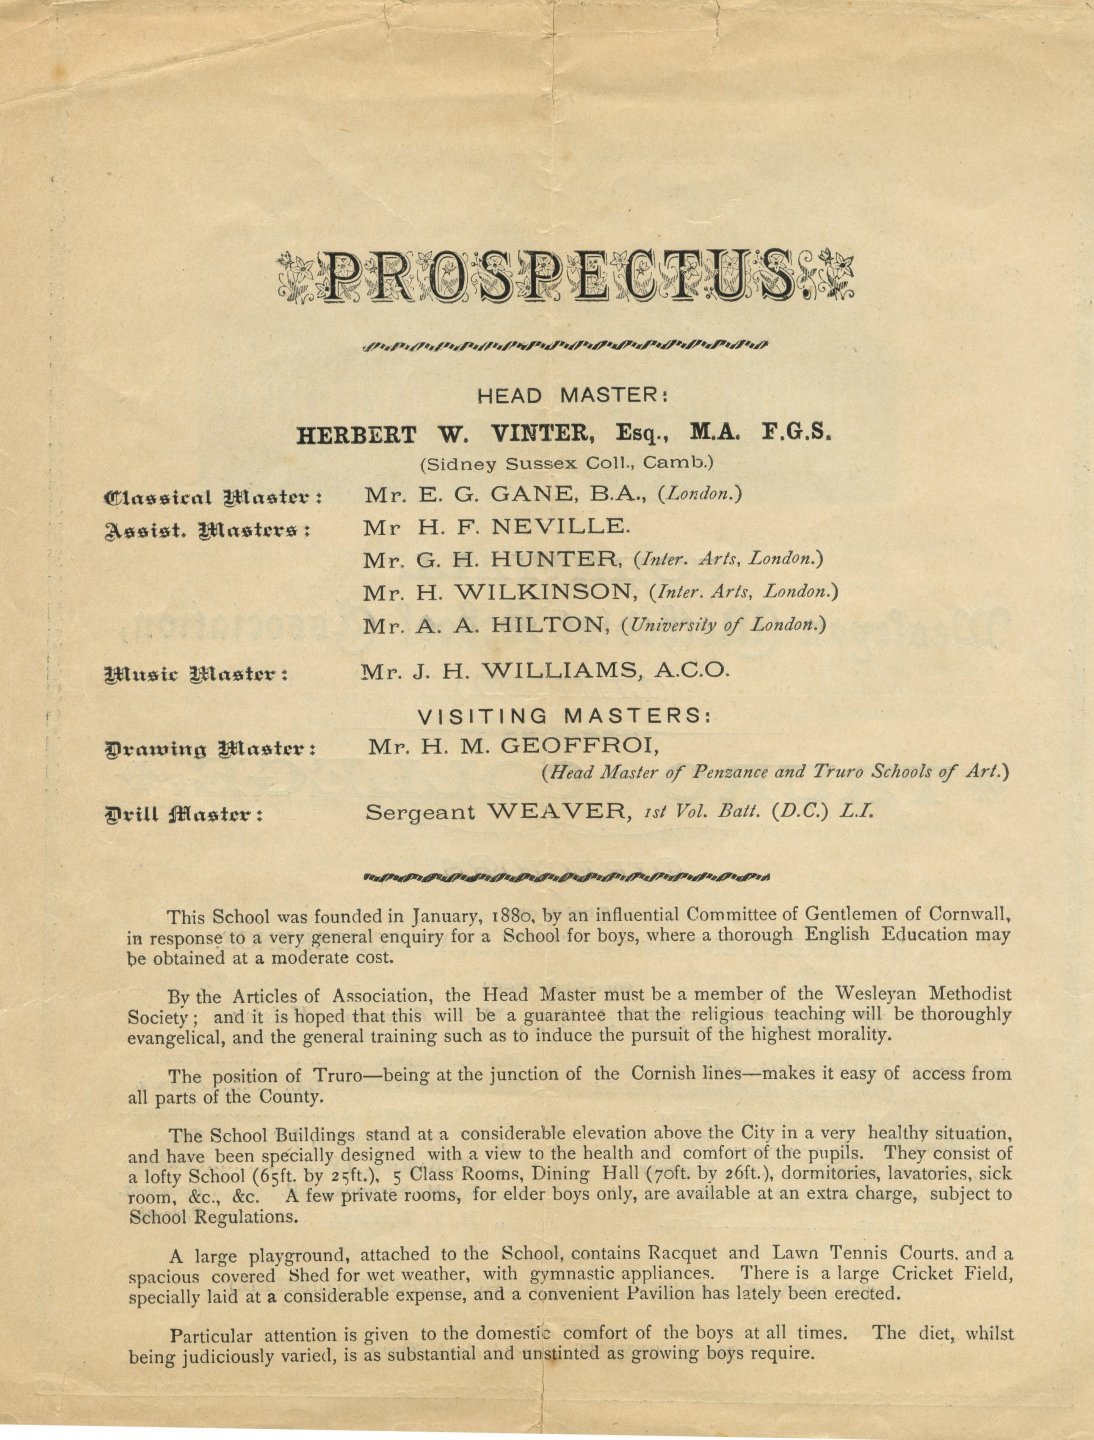 PROSPECTUS.
HEAD MASTER:
HERBERT W. VINTER, Esq., M.A. F.G.S.
(Sidney Sussex Coll., Camb.)
Classical Master: Mr. E. G. GANE, B.A., (London.)
Assist. Masters: Mr H. F. NEVILLE.
Mr. G. H. HUNTER, (Inter. Arts, London.)
Mr. H. WILKINSON, (Inter. Arts, London.)
Mr. A. A. HILTON, (University of London.)
Music Master: Mr. J. H. WILLIAMS, A.C.O.
VISITING MASTERS:
Drawing Master: Mr. H. M. GEOFFROI,
(Head Master of Penzance and Truro Schools of Art.)
Drill Master: Sergeant WEAVER, 1st Vol. Batt. (D.C.) L.I.
This School was founded in January, 1880, by an influential Committee of Gentlemen of Cornwall,
in response to a very general enquiry for a School for boys, where a thorough English Education may
be obtained at a moderate cost.
By the Articles of Association, the Head Master must be a member of the Wesleyan Methodist
Society; and it is hoped that this will be a guarantee that the religious teaching will be thoroughly
evangelical, and the general training such as to induce the pursuit of the highest morality.
The position of Truro—being at the junction of the Cornish lines—makes it easy of access from
all parts of the County.
The School Buildings stand at a considerable elevation above the City in a very healthy situation,
and have been specially designed with a view to the health and comfort of the pupils. They consist of
a lofty School (65ft. by 25ft.), 5 Class Rooms, Dining Hall (70ft. by 26ft.), dormitories, lavatories, sick
room, &c., &c. A few private rooms, for elder boys only, are available at an extra charge, subject to
School Regulations.
A large playground, attached to the School, contains Racquet and Lawn Tennis Courts. and a
spacious covered Shed for wet weather, with gymnastic appliances. There is a large Cricket Field,
specially laid at a considerable expense, and a convenient Pavilion has lately been erected.
Particular attention is given to the domestic comfort of the boys at all times. The diet, whilst
being judiciously varied, is as substantial and unstinted as growing boys require.